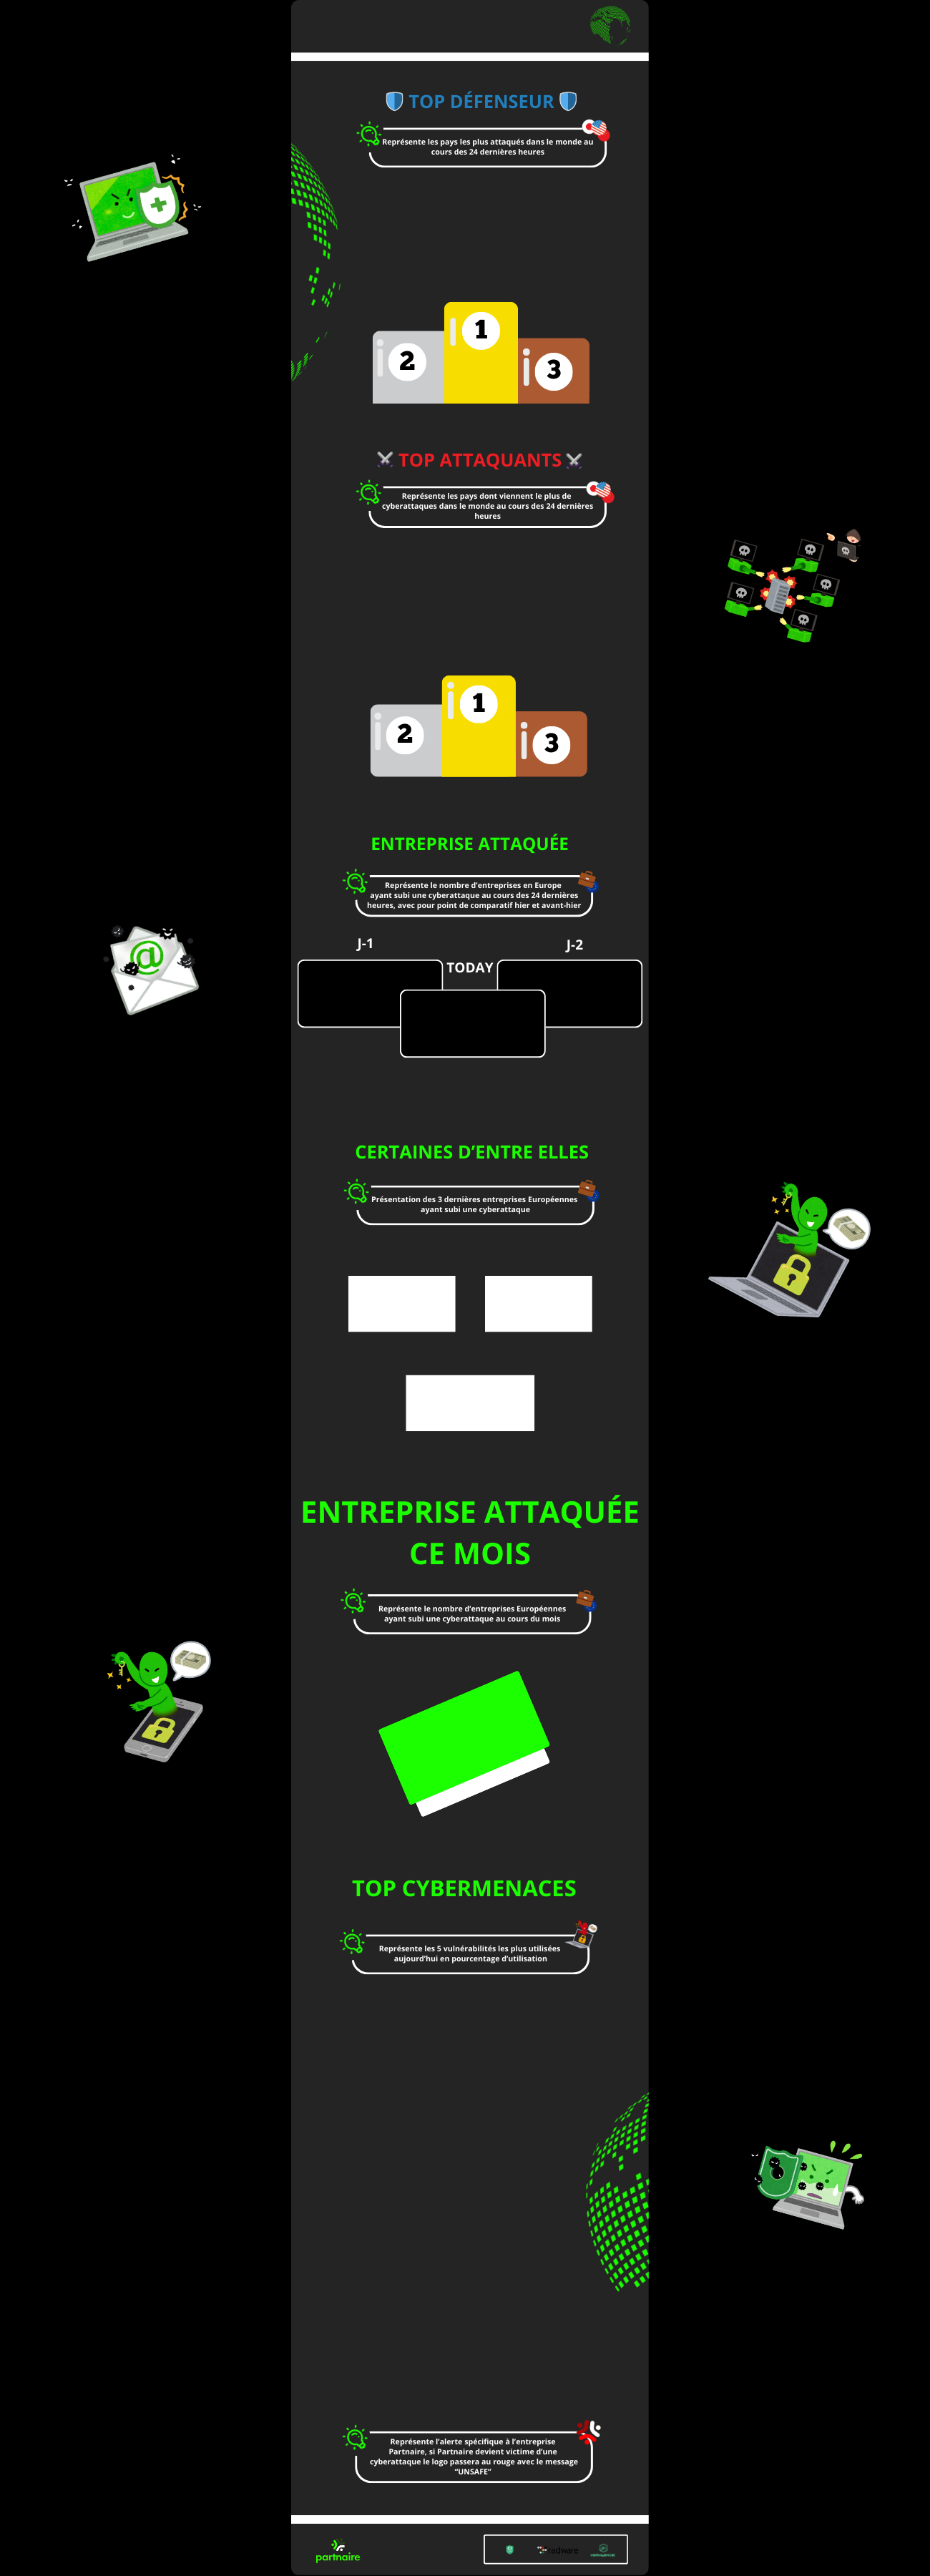 TOP DÉFENSEUR
Représente les pays les plus attaqués dans le monde au
cours des 24 dernières heures
1
2
3
TOP ATTAQUANTS
Représente les pays dont viennent le plus de
cyberattaques dans le monde au cours des 24 dernières
heures
1
2
3
ENTREPRISE ATTAQUÉE
Représente le nombre d'entreprises en Europe
ayant subi une cyberattaque au cours des 24 dernières
heures, avec pour point de comparatif hier et avant-hier
J-1
J-2
TODAY
@
CERTAINES D'ENTRE ELLES
Présentation des 3 dernières entreprises Européennes
ayant subi une cyberattaque
ENTREPRISE ATTAQUÉE
CE MOIS
Représente le nombre d'entreprises Européennes
ayant subi une cyberattaque au cours du mois
TOP CYBERMENACES
Représente les 5 vulnérabilités les plus utilisées
aujourd'hui en pourcentage d'utilisation
Représente l'alerte spécifique à l'entreprise
Partnaire, si Partnaire devient victime d'une
cyberattaque le logo passera au rouge avec le message
"UNSAFE"
partnaire
radware